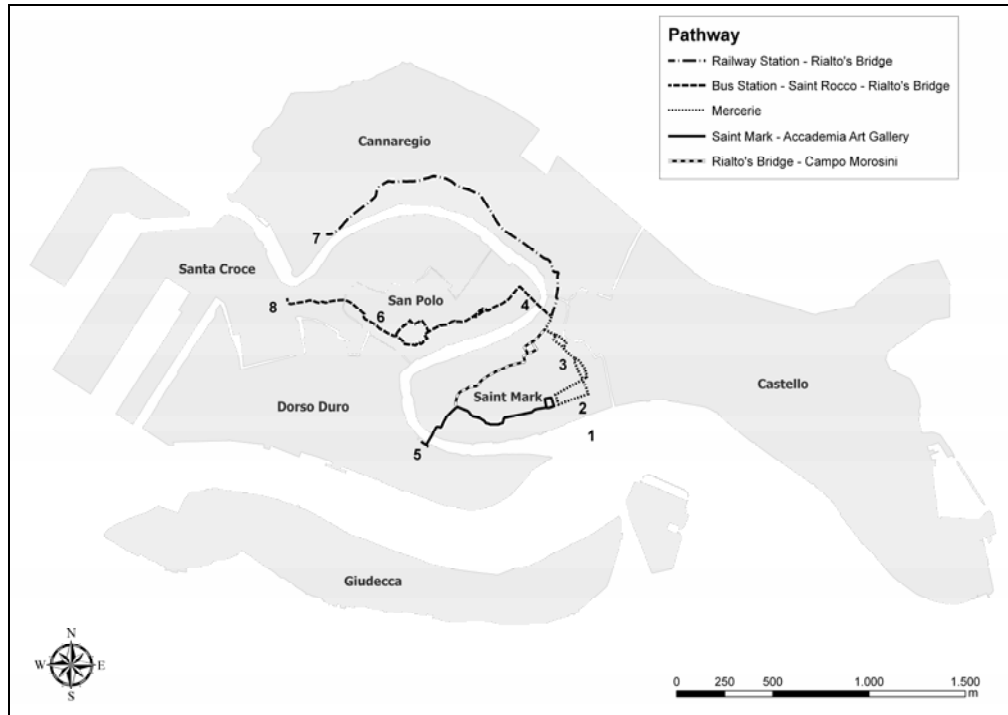 Pathway
Railway Station - Rialto's Bridge
Bus Station - Saint Rocco - Rialto's Bridge
Mercerie
Saint Mark - Accademia Art Gallery
Rialto's Bridge - Campo Morosini
Cannaregio
7
Santa Croce
8
San Polo
6
4
3
Castello
Saint Mark
Dorso Duro
2
1
5
Giudecca
N
W E
S
0 250 500 1.000 1.500
m